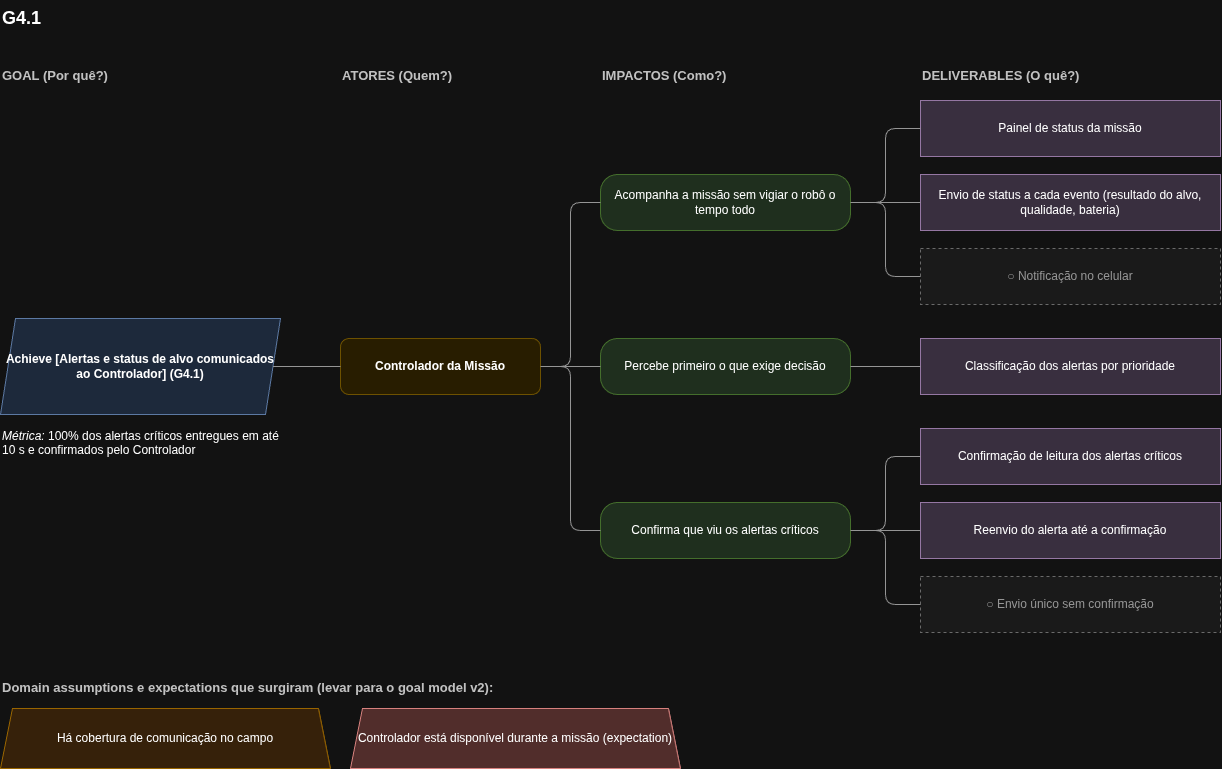 G4.1
GOAL (Por quê?)
ATORES (Quem?)
IMPACTOS (Como?)
DELIVERABLES (O quê?)
Achieve [Alertas e status de alvo comunicados
ao Controlador] (G4.1)
Métrica: 100% dos alertas críticos entregues em até
10 s e confirmados pelo Controlador
Controlador da Missão
Acompanha a missão sem vigiar o robô o
tempo todo
Painel de status da missão
Envio de status a cada evento (resultado do alvo,
qualidade, bateria)
○ Notificação no celular
Percebe primeiro o que exige decisão
Classificação dos alertas por prioridade
Confirma que viu os alertas críticos
Confirmação de leitura dos alertas críticos
Reenvio do alerta até a confirmação
○ Envio único sem confirmação
Domain assumptions e expectations que surgiram (levar para o goal model v2):
Há cobertura de comunicação no campo
Controlador está disponível durante a missão (expectation)